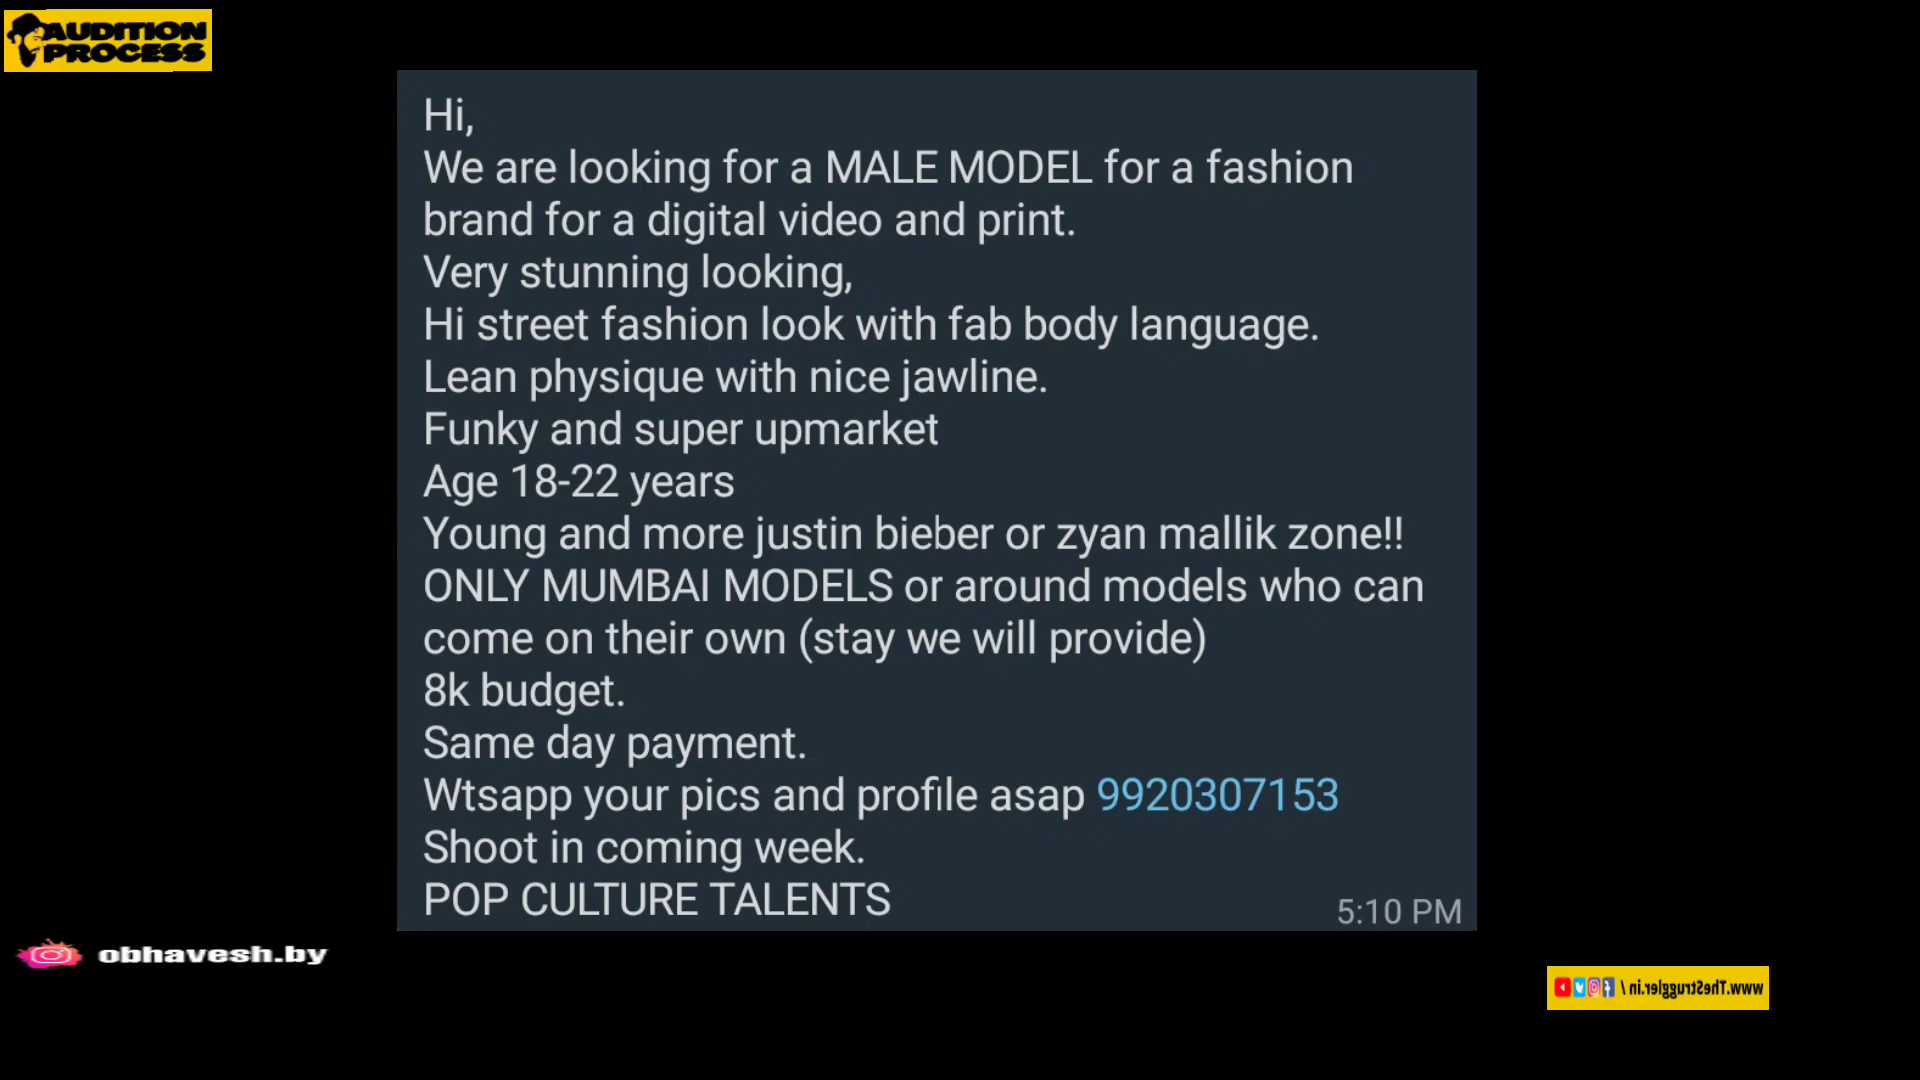 AUDITION
PROCESS
Hi,
We are looking for a MALE MODEL for a fashion
brand for a digital video and print.
Very stunning looking,
Hi street fashion look with fab body language.
Lean physique with nice jawline.
Funky and super upmarket
Age 18-22 years
Young and more justin bieber or zyan mallik zone!!
ONLY MUMBAI MODELS or around models who can
come on their own (stay we will provide)
8k budget.
Same day payment.
Wtsapp your pics and profile asap 9920307153
Shoot in coming week.
POP CULTURE TALENTS
5:10 PM
obhavesh.by
www.TheStruggler.in /